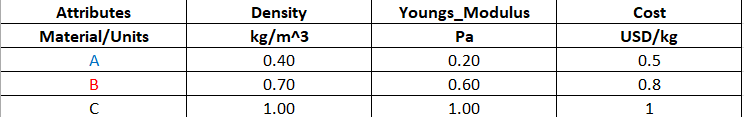 Attributes Density Youngs_Modulus Cost
Material/Units kg/m^3 Pa USD/kg
A 0.40 0.20 0.5
B 0.70 0.60 0.8
C 1.00 1.00 1